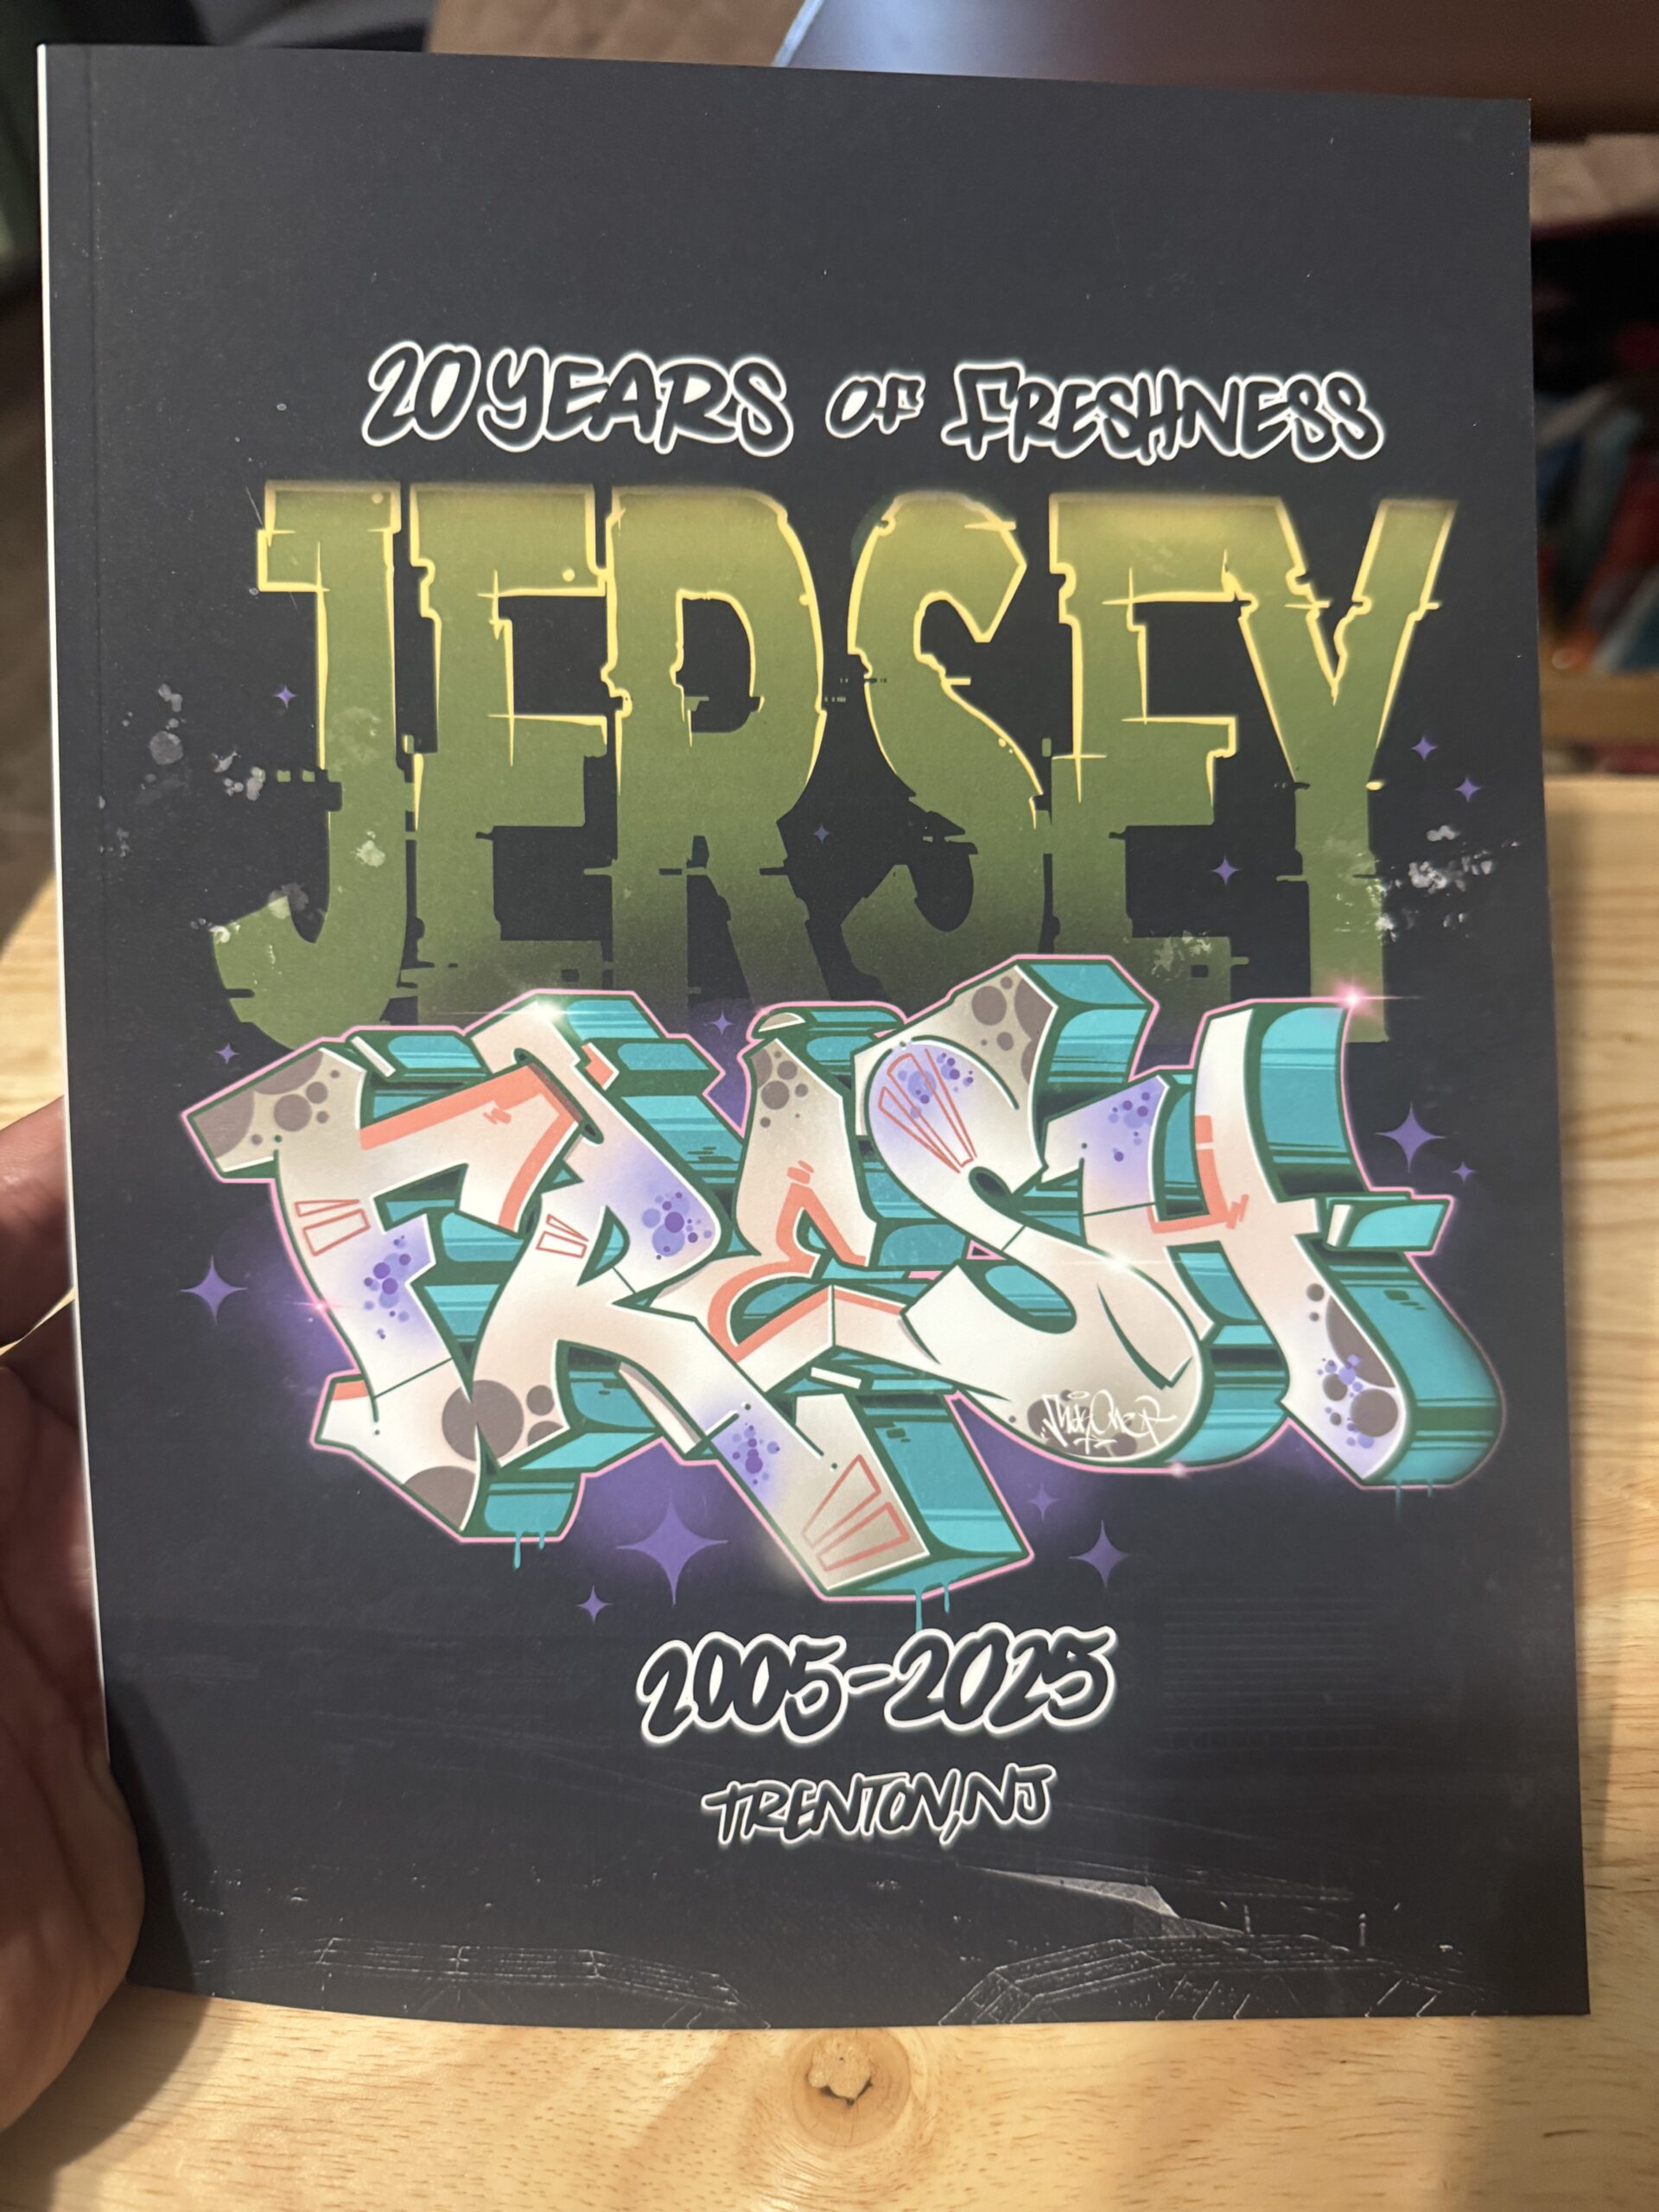 20 YEARS OF FRESHNESS
JERSEY
FRESH
2005-2025
TRENTON, NJ